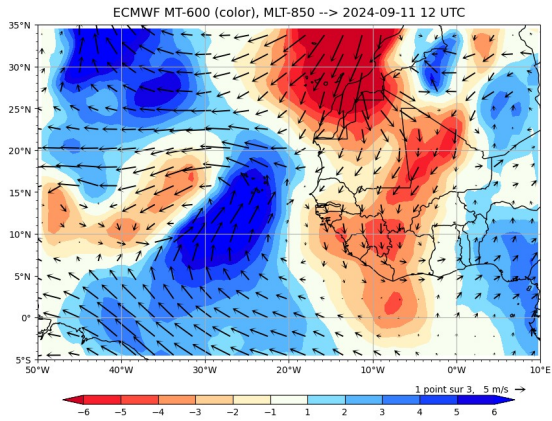 ECMWF MT-600 (color), MLT-850 --> 2024-09-11 12 UTC
35°N
30°N
25°N
20°N
15°N
10°N
5°N
0°
5°S
50°W 40°W 30°W 20°W 10°W 0°W 10°E
1 point sur 3, 5 m/s
−6 −5 −4 −3 −2 −1 1 2 3 4 5 6